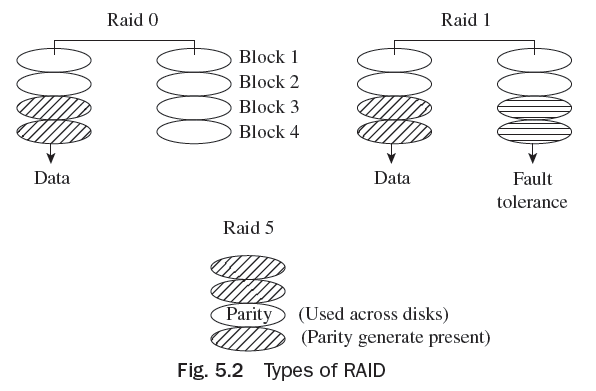 Raid 0
Raid 1
Block 1
Block 2
Block 3
Block 4
Data
Data
Fault
tolerance
Raid 5
Parity (Used across disks)
(Parity generate present)
Fig. 5.2 Types of RAID